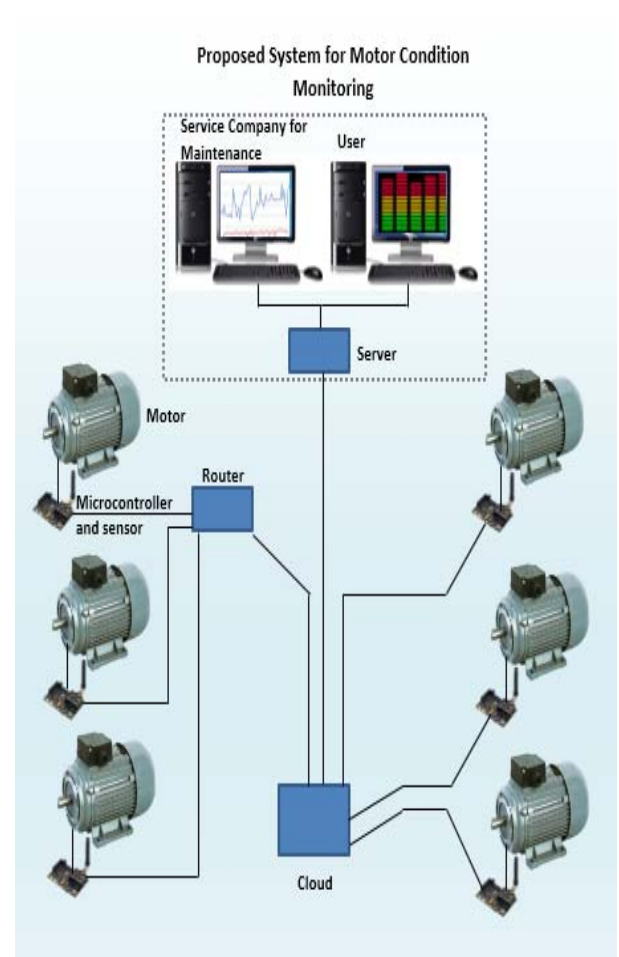 Proposed System for Motor Condition
Monitoring
Service Company for
Maintenance
User
Server
Motor
Router
Microcontroller
and sensor
Cloud